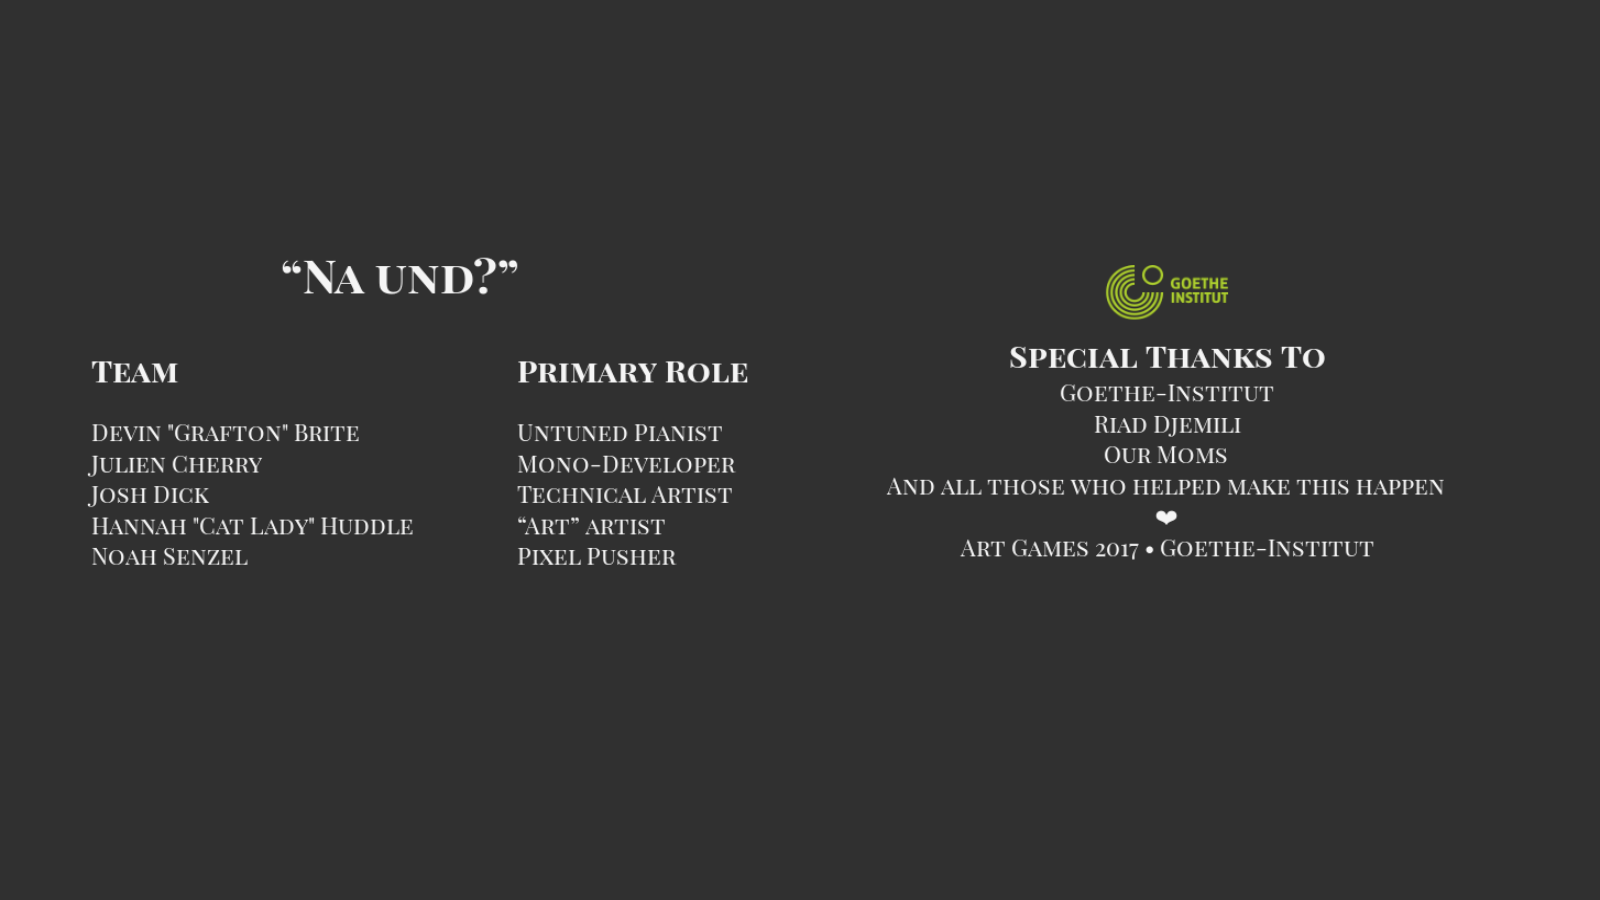 “Na und?”
Team
Primary Role
Devin "Grafton" Brite
Untuned Pianist
Julien Cherry
Mono-Developer
Josh Dick
Technical Artist
Hannah "Cat Lady" Huddle
“Art” artist
Noah Senzel
Pixel Pusher
GOETHE
INSTITUT
Special Thanks To
Goethe-Institut
Riad Djemili
Our Moms
And all those who helped make this happen
❤
Art Games 2017 • Goethe-Institut